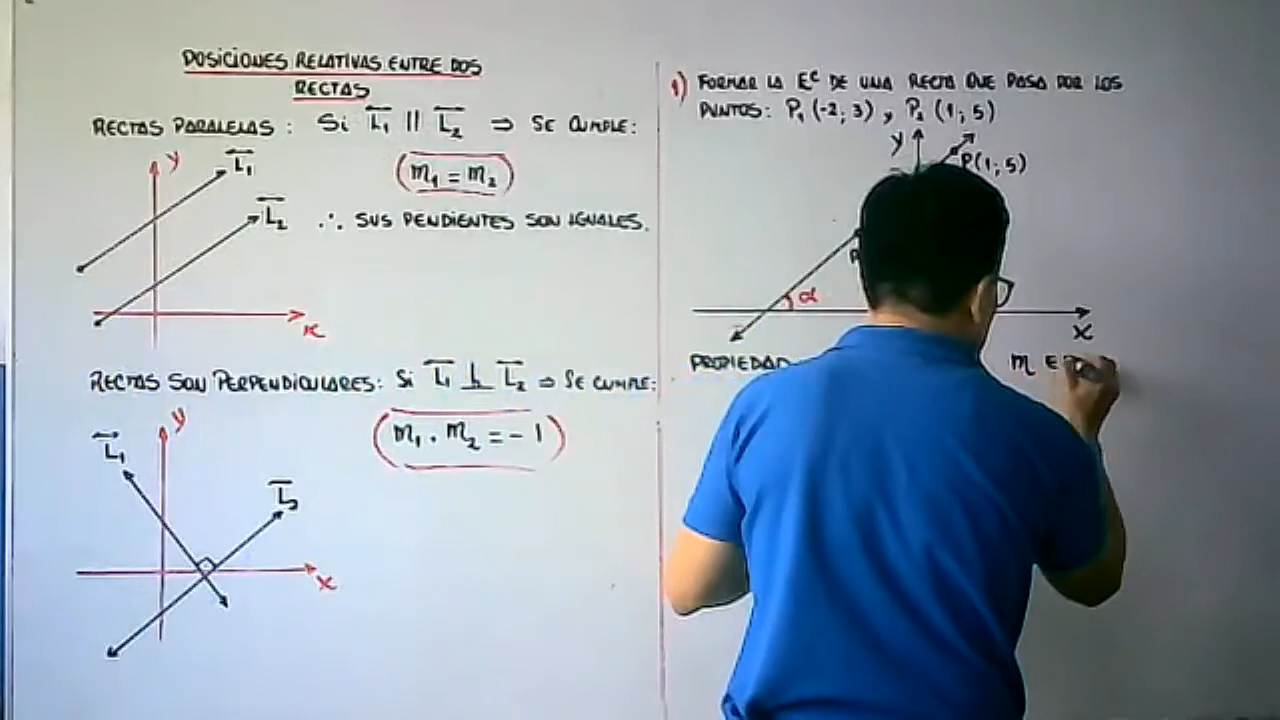 POSICIONES RELATIVAS ENTRE DOS
RECTAS
RECTAS PARALELAS : Si L₁ || L₂ ⇒ SE CUMPLE:
y
L₁
m₁ = m₂
L₂
∴ SUS PENDIENTES SON IGUALES.
x
RECTAS SON PERPENDICULARES: Si L₁ ⊥ L₂ ⇒ SE CUMPLE:
y
L₁
m₁ . m₂ = - 1
L₂
x
1) FORMAR LA Eᶜ DE UNA RECTA QUE PASA POR LOS
PUNTOS: P₁ (-2; 3) y P₂ (1; 5)
y
P(1; 5)
P
α
x
PROPIEDAD
m E